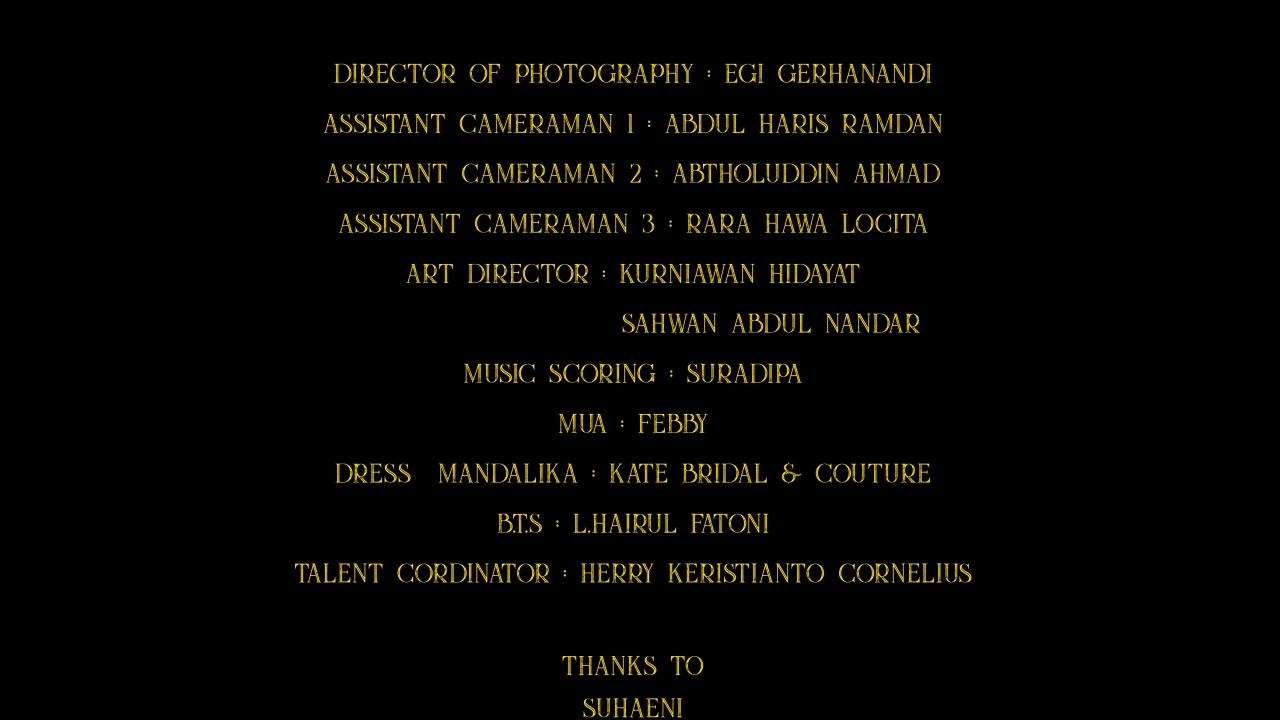 DIRECTOR OF PHOTOGRAPHY : EGI GERHANANDI
ASSISTANT CAMERAMAN 1 : ABDUL HARIS RAMDAN
ASSISTANT CAMERAMAN 2 : ABTHOLUDDIN AHMAD
ASSISTANT CAMERAMAN 3 : RARA HAWA LOCITA
ART DIRECTOR : KURNIAWAN HIDAYAT
SAHWAN ABDUL NANDAR
MUSIC SCORING : SURADIPA
MUA : FEBBY
DRESS MANDALIKA : KATE BRIDAL & COUTURE
B.T.S : L.HAIRUL FATONI
TALENT CORDINATOR : HERRY KERISTIANTO CORNELIUS
THANKS TO
SUHAENI